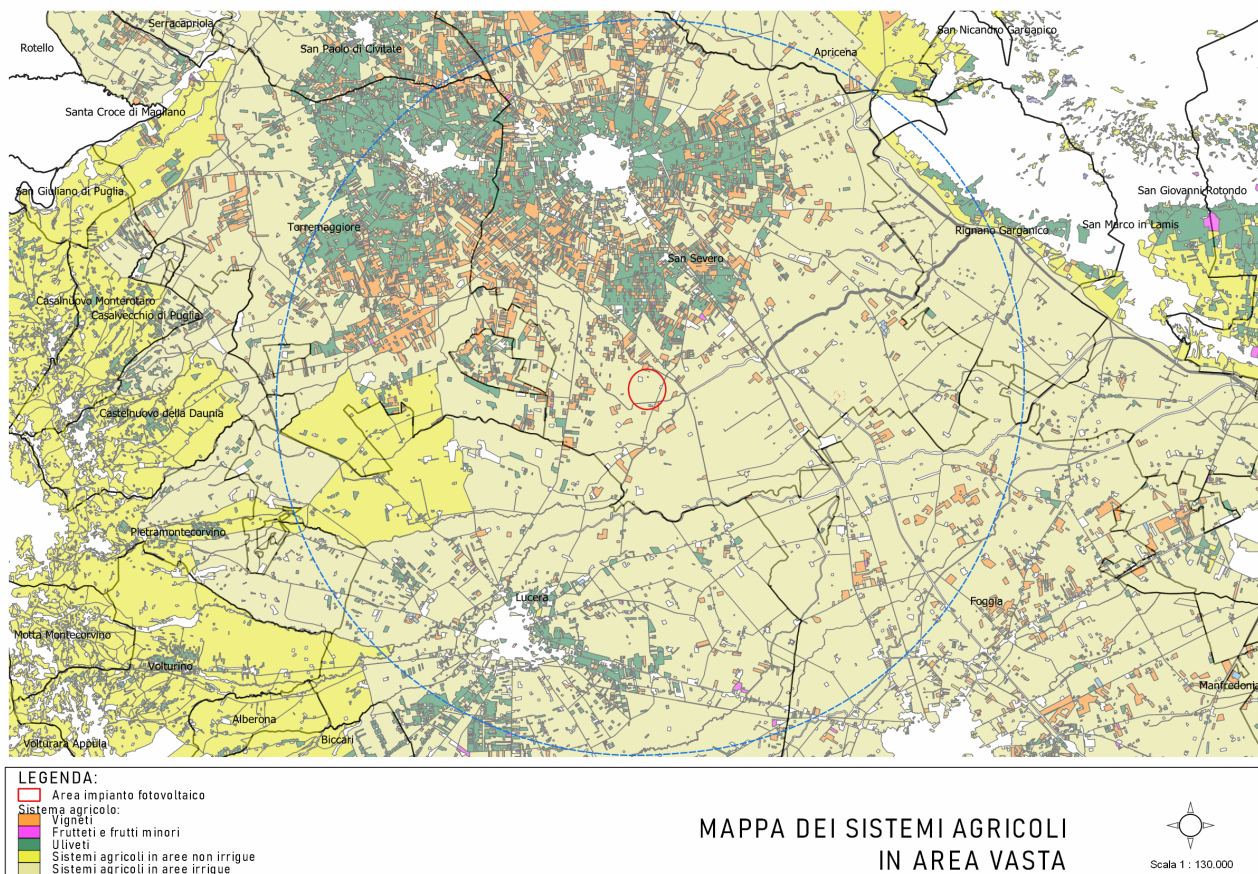 Serracapriola
Rotello
San Paolo di Civitate
Apricena
San Nicandro Garganico
Santa Croce di Magliano
San Giuliano di Puglia
San Giovanni Rotondo
Torremaggiore
Rignano Garganico
San Marco in Lamis
San Severo
Casalnuovo Monterotaro
Casalvecchio di Puglia
Castelnuovo della Daunia
Pietramontecorvino
Lucera
Foggia
Motta Montecorvino
Volturino
Manfredonia
Alberona
Biccari
Volturara Appula
LEGENDA:
Area impianto fotovoltaico
Sistema agricolo:
Vigneti
Frutteti e frutti minori
Uliveti
Sistemi agricoli in aree non irrigue
Sistemi agricoli in aree irrigue
MAPPA DEI SISTEMI AGRICOLI
IN AREA VASTA
Scala 1 : 130.000